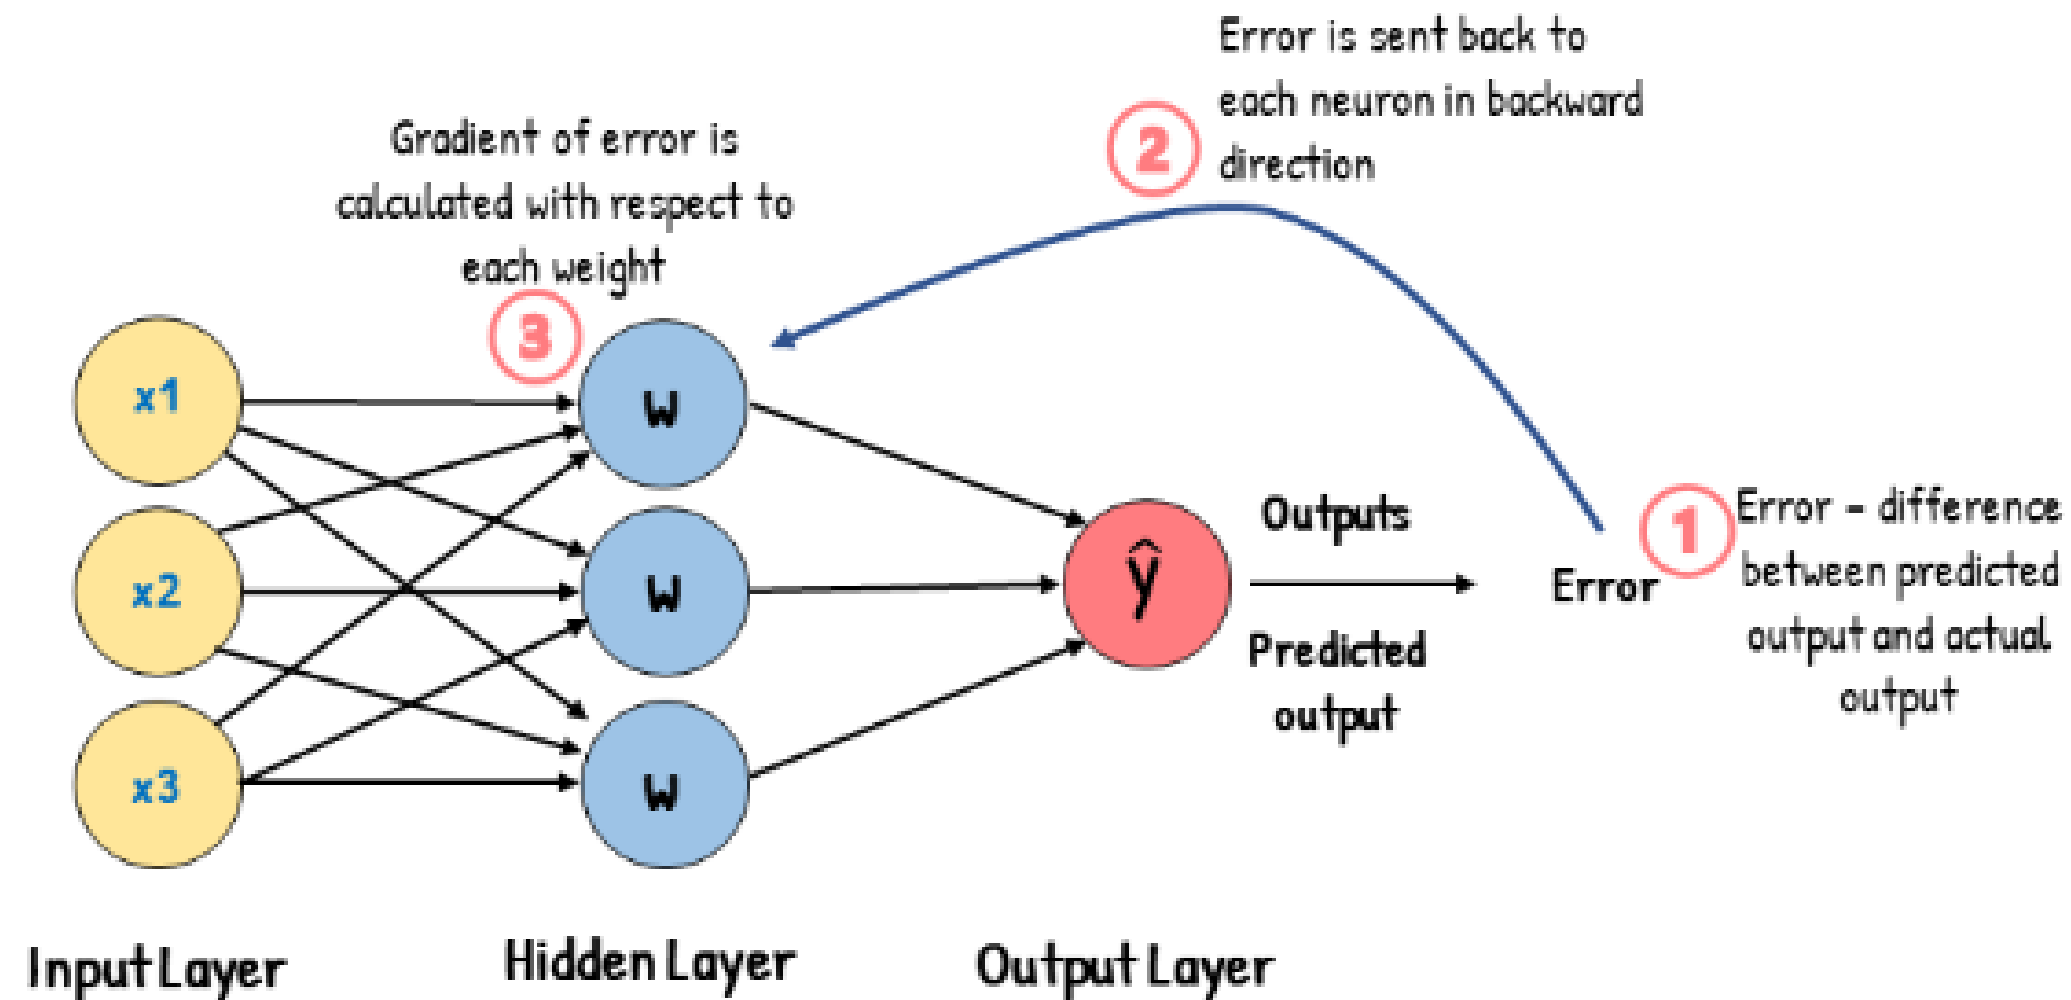 Error is sent back to
each neuron in backward
direction
2
Gradient of error is
calculated with respect to
each weight
3
x1
x2
x3
W
W
W
ŷ
Outputs
Predicted
output
Error
1
Error - difference
between predicted
output and actual
output
Input Layer
Hidden Layer
Output Layer